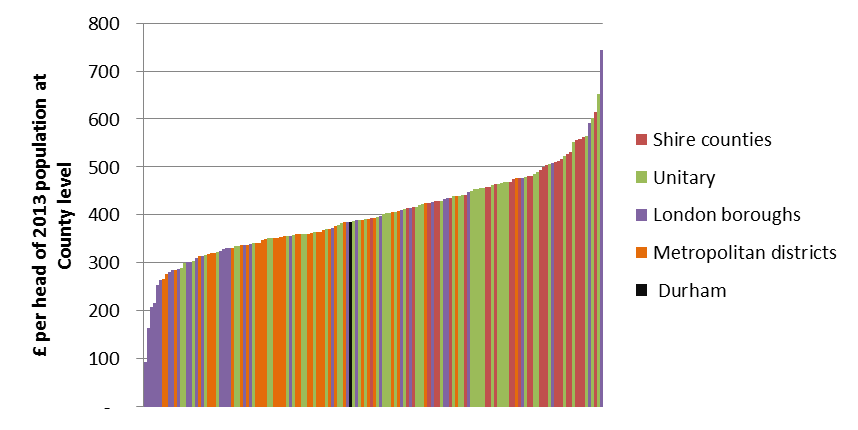 £ per head of 2013 population at
County level
800
700
600
500
400
300
200
100
-
Shire counties
Unitary
London boroughs
Metropolitan districts
Durham